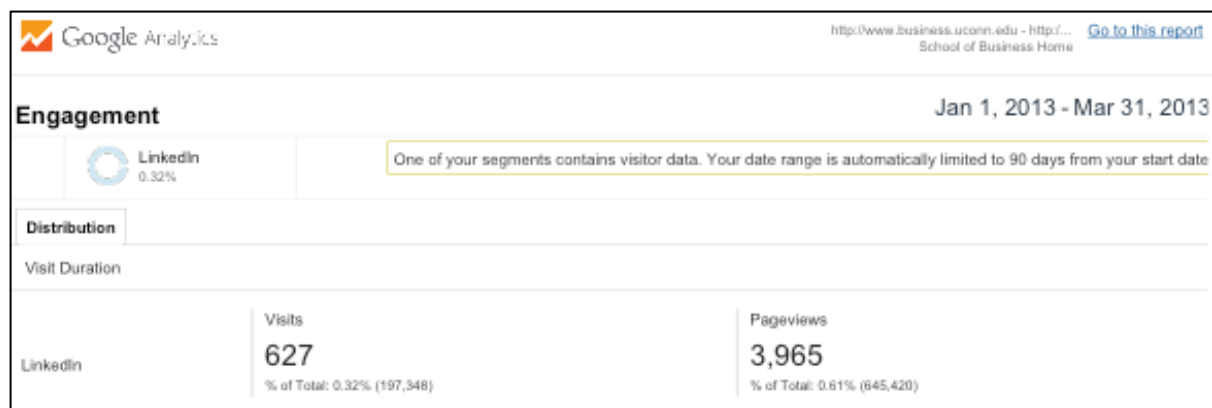 Google Analytics
http://www.business.uconn.edu - http:/... Go to this report
School of Business Home
Engagement
Jan 1, 2013 - Mar 31, 2013
LinkedIn
0.32%
One of your segments contains visitor data. Your date range is automatically limited to 90 days from your start date
Distribution
Visit Duration
LinkedIn
Visits
627
% of Total: 0.32% (197,348)
Pageviews
3,965
% of Total: 0.61% (645,420)